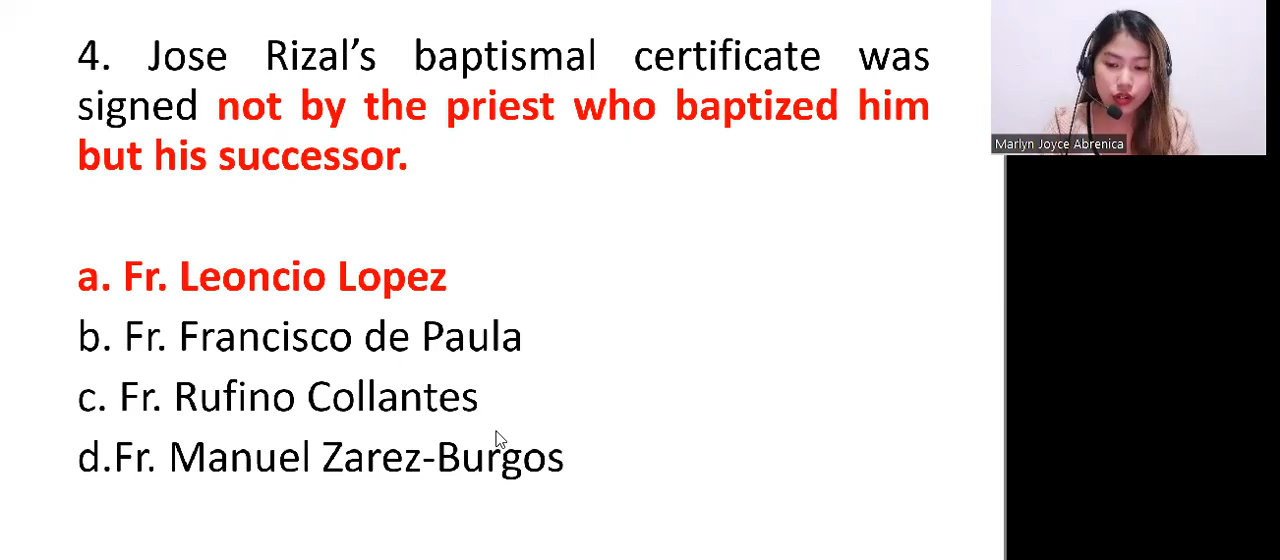 4. Jose Rizal’s baptismal certificate was
signed not by the priest who baptized him
but his successor.
a. Fr. Leoncio Lopez
b. Fr. Francisco de Paula
c. Fr. Rufino Collantes
d.Fr. Manuel Zarez-Burgos
Marlyn Joyce Abrenica